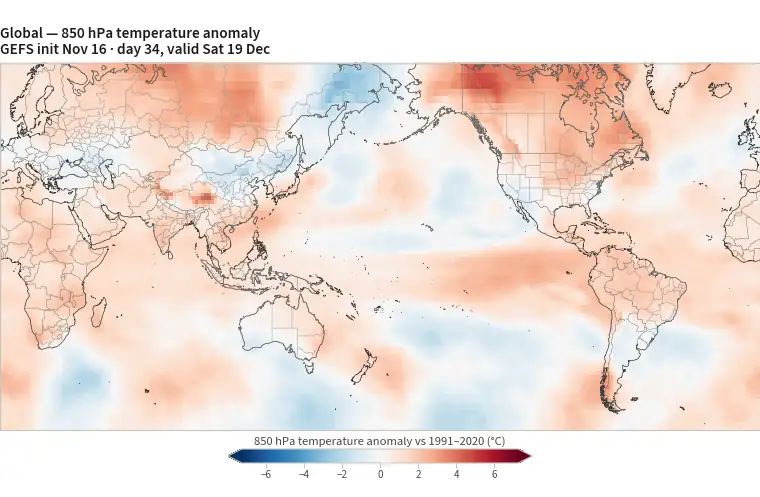 Global — 850 hPa temperature anomaly
GEFS init Nov 16 · day 34, valid Sat 19 Dec
850 hPa temperature anomaly vs 1991–2020 (°C)
−6 −4 −2 0 2 4 6